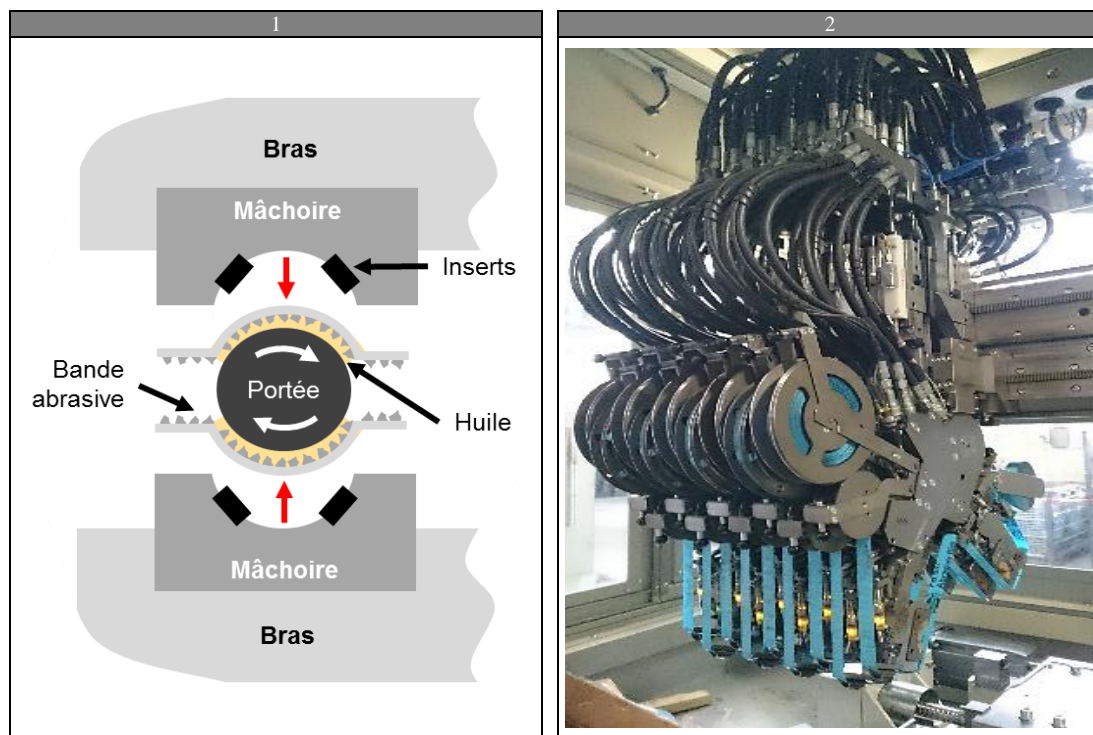 1
2
Bras
Mâchoire
Inserts
Bande
abrasive
Portée
Huile
Mâchoire
Bras